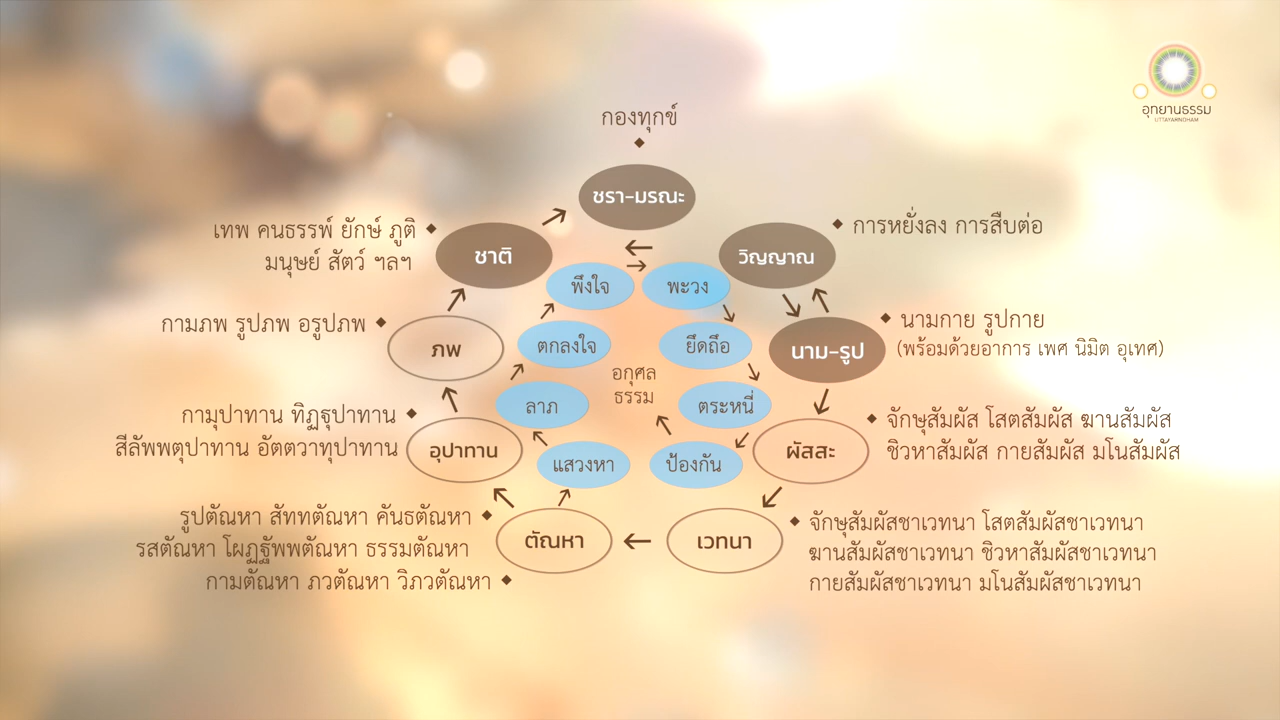 อุทยานธรรม
UTTAYARNDHAM
กองทุกข์
ชรา-มรณะ
เทพ คนธรรพ์ ยักษ์ ภูติ
มนุษย์ สัตว์ ฯลฯ
ชาติ
วิญญาณ
การหยั่งลง การสืบต่อ
พึงใจ
พะวง
กามภพ รูปภพ อรูปภพ
ภพ
ตกลงใจ
ยึดถือ
นาม-รูป
นามกาย รูปกาย
(พร้อมด้วยอาการ เพศ นิมิต อุเทศ)
อกุศล
ธรรม
ลาภ
ตระหนี่
กามุปาทาน ทิฏฐุปาทาน
สีลัพพตุปาทาน อัตตวาทุปาทาน
อุปาทาน
แสวงหา
ป้องกัน
ผัสสะ
จักษุสัมผัส โสตสัมผัส ฆานสัมผัส
ชิวหาสัมผัส กายสัมผัส มโนสัมผัส
รูปตัณหา สัททตัณหา คันธตัณหา
รสตัณหา โผฏฐัพพตัณหา ธรรมตัณหา
กามตัณหา ภวตัณหา วิภวตัณหา
ตัณหา
เวทนา
จักษุสัมผัสชาเวทนา โสตสัมผัสชาเวทนา
ฆานสัมผัสชาเวทนา ชิวหาสัมผัสชาเวทนา
กายสัมผัสชาเวทนา มโนสัมผัสชาเวทนา